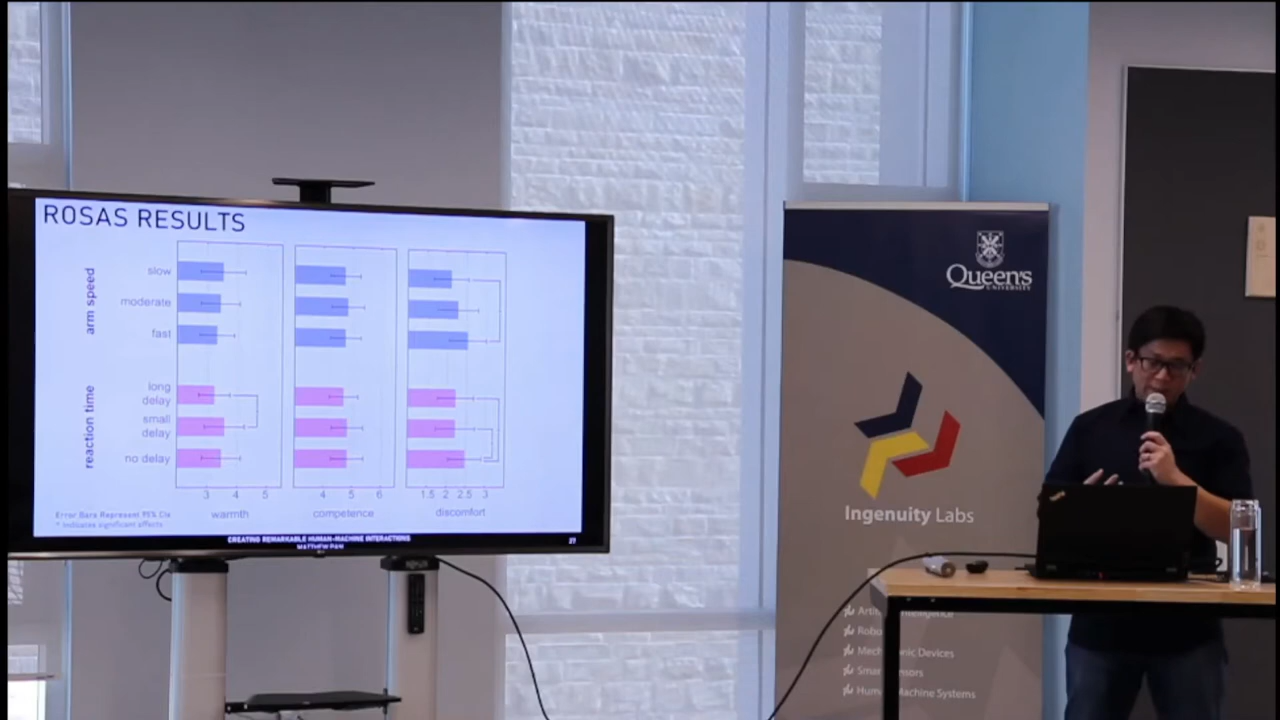 ROSAS RESULTS
arm speed
slow
moderate
fast
reaction time
long
delay
small
delay
no delay
3 4 5
4 5 6
1.5 2 2.5 3
warmth
competence
discomfort
Error Bars Represent 95% CIs
* Indicates significant effects
CREATING REMARKABLE HUMAN-MACHINE INTERACTIONS
MATTHEW PAN
27
Queen's
UNIVERSITY
Ingenuity Labs
Devices
Human Machine Systems